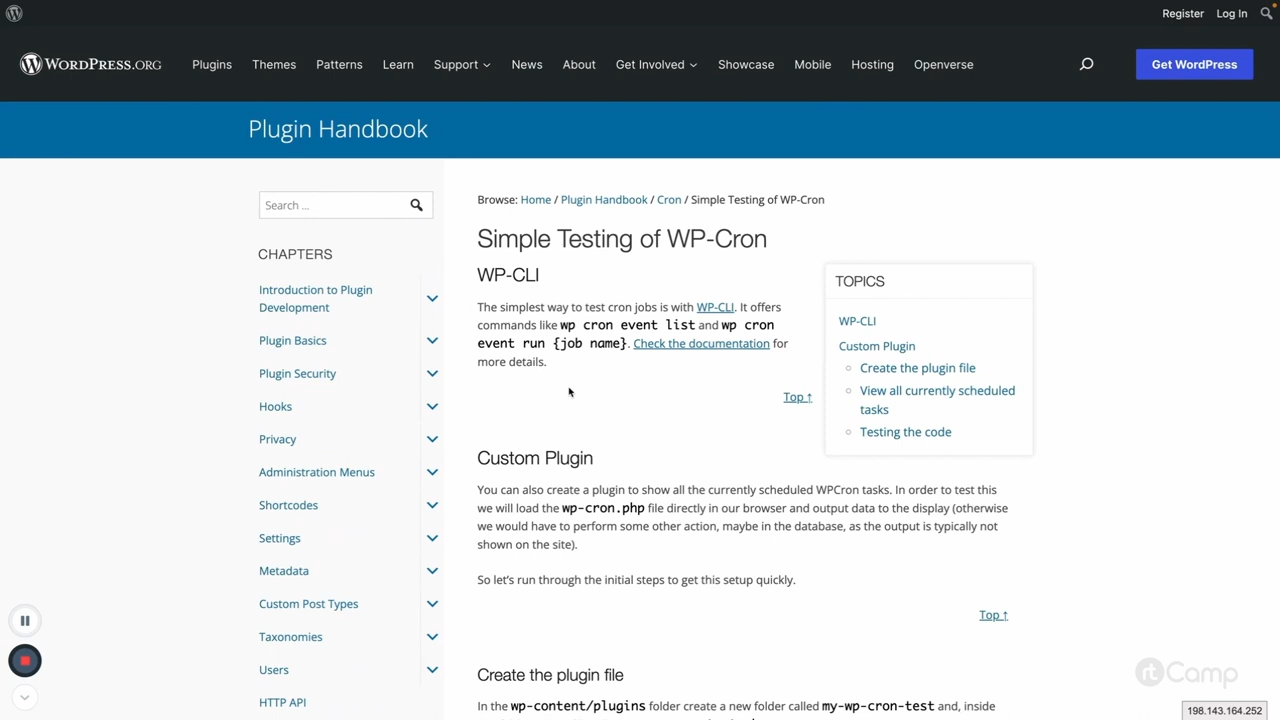 Register Log In
WORDPRESS.ORG Plugins Themes Patterns Learn Support News About Get Involved Showcase Mobile Hosting Openverse Get WordPress
Plugin Handbook
Search ...
CHAPTERS
Introduction to Plugin
Development
Plugin Basics
Plugin Security
Hooks
Privacy
Administration Menus
Shortcodes
Settings
Metadata
Custom Post Types
Taxonomies
Users
HTTP API
Browse: Home / Plugin Handbook / Cron / Simple Testing of WP-Cron
Simple Testing of WP-Cron
WP-CLI
The simplest way to test cron jobs is with WP-CLI. It offers
commands like wp cron event list and wp cron
event run {job name}. Check the documentation for
more details.
Top ↑
TOPICS
WP-CLI
Custom Plugin
Create the plugin file
View all currently scheduled
tasks
Testing the code
Custom Plugin
You can also create a plugin to show all the currently scheduled WPCron tasks. In order to test this
we will load the wp-cron.php file directly in our browser and output data to the display (otherwise
we would have to perform some other action, maybe in the database, as the output is typically not
shown on the site).
So let's run through the initial steps to get this setup quickly.
Top ↑
Create the plugin file
In the wp-content/plugins folder create a new folder called my-wp-cron-test and, inside
rtCamp
198.143.164.252